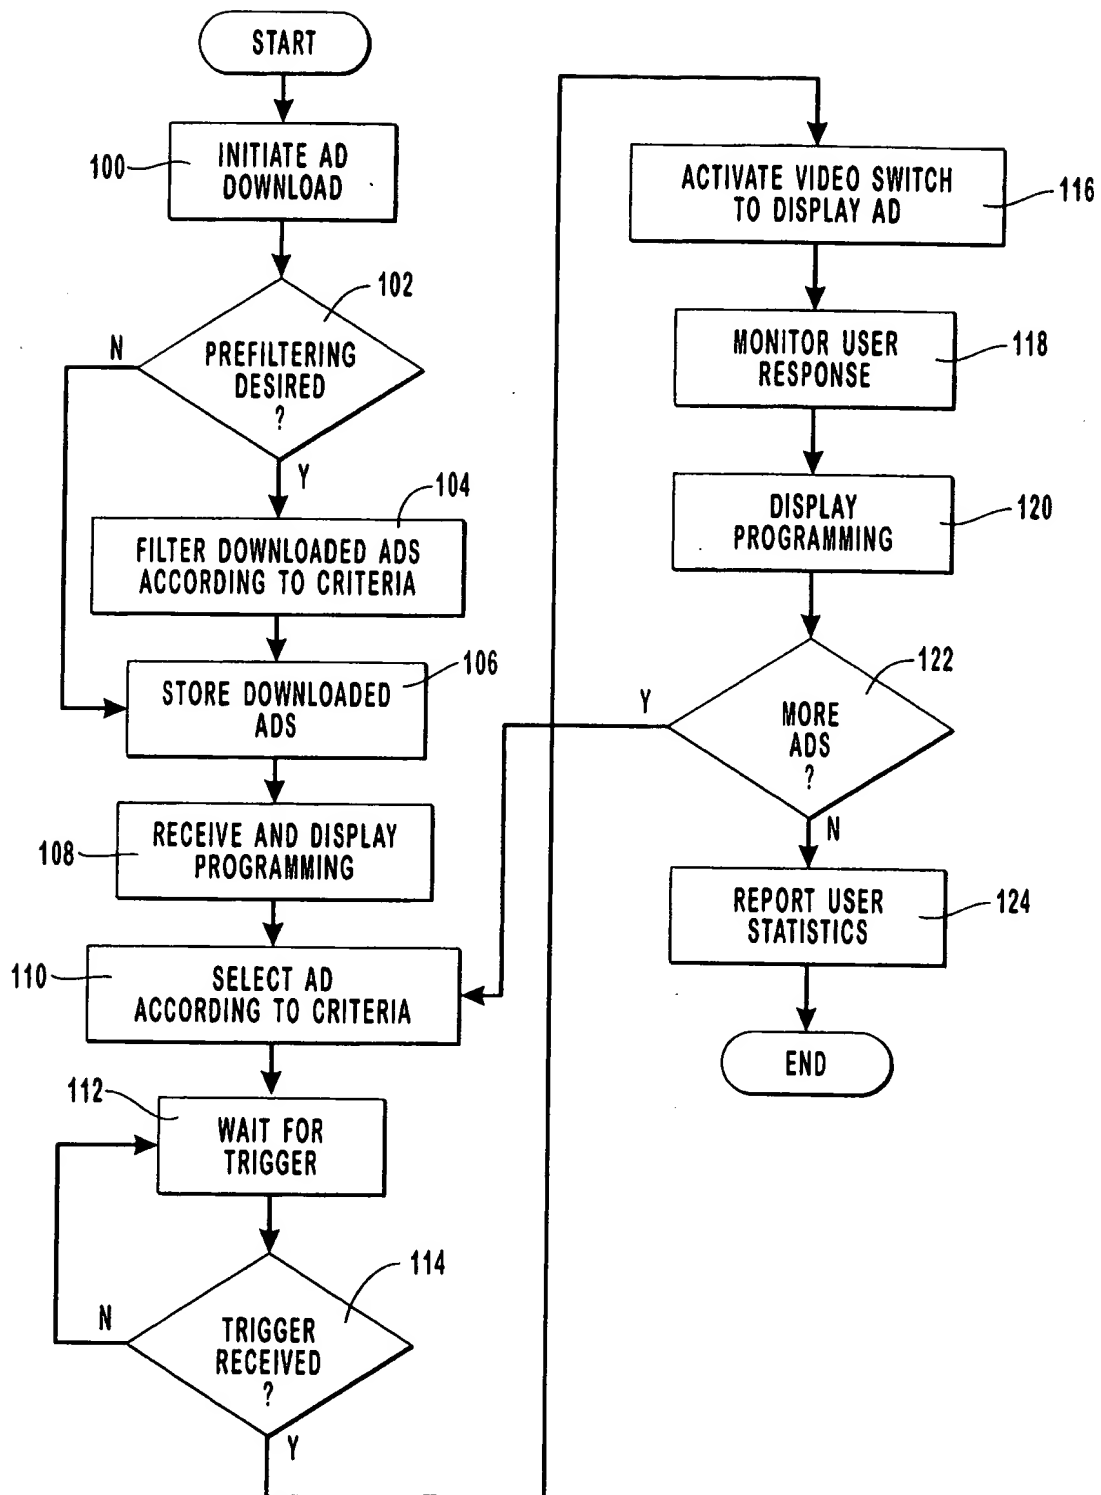 START
100
INITIATE AD
DOWNLOAD
102
N
PREFILTERING
DESIRED
?
Y
104
FILTER DOWNLOADED ADS
ACCORDING TO CRITERIA
106
STORE DOWNLOADED
ADS
108
RECEIVE AND DISPLAY
PROGRAMMING
110
SELECT AD
ACCORDING TO CRITERIA
112
WAIT FOR
TRIGGER
114
N
TRIGGER
RECEIVED
?
Y
ACTIVATE VIDEO SWITCH
TO DISPLAY AD
116
MONITOR USER
RESPONSE
118
DISPLAY
PROGRAMMING
120
122
Y
MORE
ADS
?
N
REPORT USER
STATISTICS
124
END